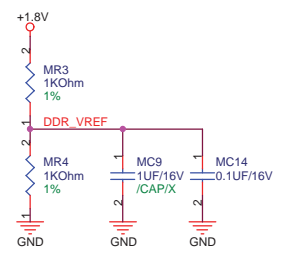 +1.8V
2
MR3
1KOhm
1%
1
DDR_VREF
2
MR4
1KOhm
1%
1
GND
1
MC9
1UF/16V
/CAP/X
2
GND
1
MC14
0.1UF/16V
2
GND